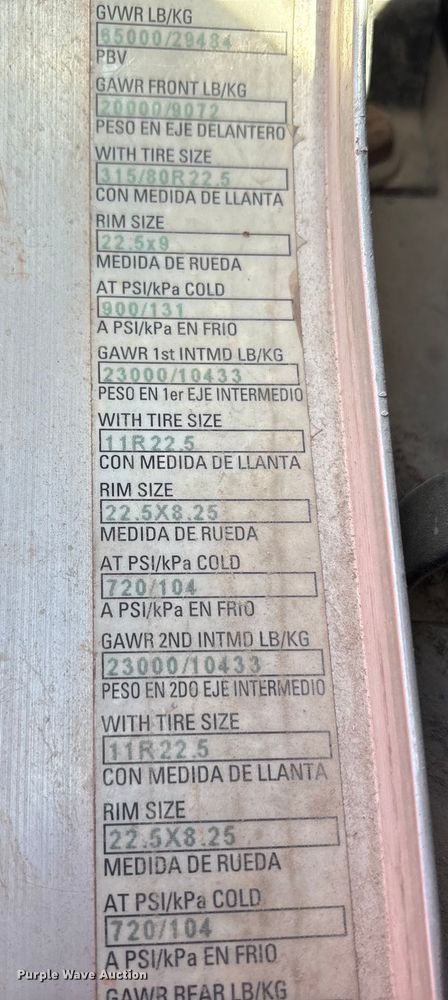 GVWR LB/KG
65000/29484
PBV
GAWR FRONT LB/KG
20000/9072
PESO EN EJE DELANTERO
WITH TIRE SIZE
315/80R22.5
CON MEDIDA DE LLANTA
RIM SIZE
22.5x9
MEDIDA DE RUEDA
AT PSI/kPa COLD
900/131
A PSI/kPa EN FRIO
GAWR 1st INTMD LB/KG
23000/10433
PESO EN 1er EJE INTERMEDIO
WITH TIRE SIZE
11R22.5
CON MEDIDA DE LLANTA
RIM SIZE
22.5X8.25
MEDIDA DE RUEDA
AT PSI/kPa COLD
720/104
A PSI/kPa EN FRIO
GAWR 2ND INTMD LB/KG
23000/10433
PESO EN 2DO EJE INTERMEDIO
WITH TIRE SIZE
11R22.5
CON MEDIDA DE LLANTA
RIM SIZE
22.5X8.25
MEDIDA DE RUEDA
AT PSI/kPa COLD
720/104
A PSI/kPa EN FRIO
GAWR REAR LB/KG
Purple Wave Auction